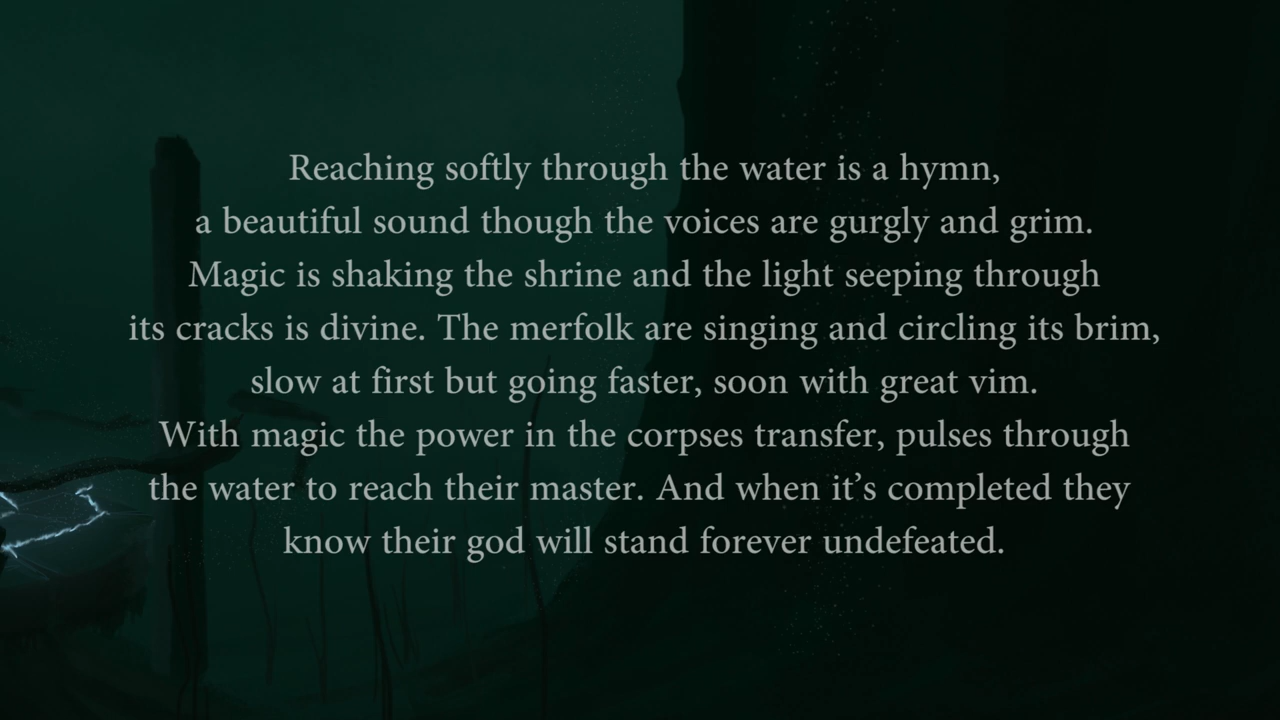 Reaching softly through the water is a hymn,
a beautiful sound though the voices are gurgly and grim.
Magic is shaking the shrine and the light seeping through
its cracks is divine. The merfolk are singing and circling its brim,
slow at first but going faster, soon with great vim.
With magic the power in the corpses transfer, pulses through
the water to reach their master. And when it’s completed they
know their god will stand forever undefeated.